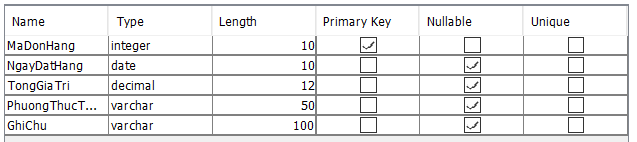 Name Type Length Primary Key Nullable Unique
MaDonHang integer 10
NgayDatHang date 10
TongGiaTri decimal 12
PhuongThucT... varchar 50
GhiChu varchar 100